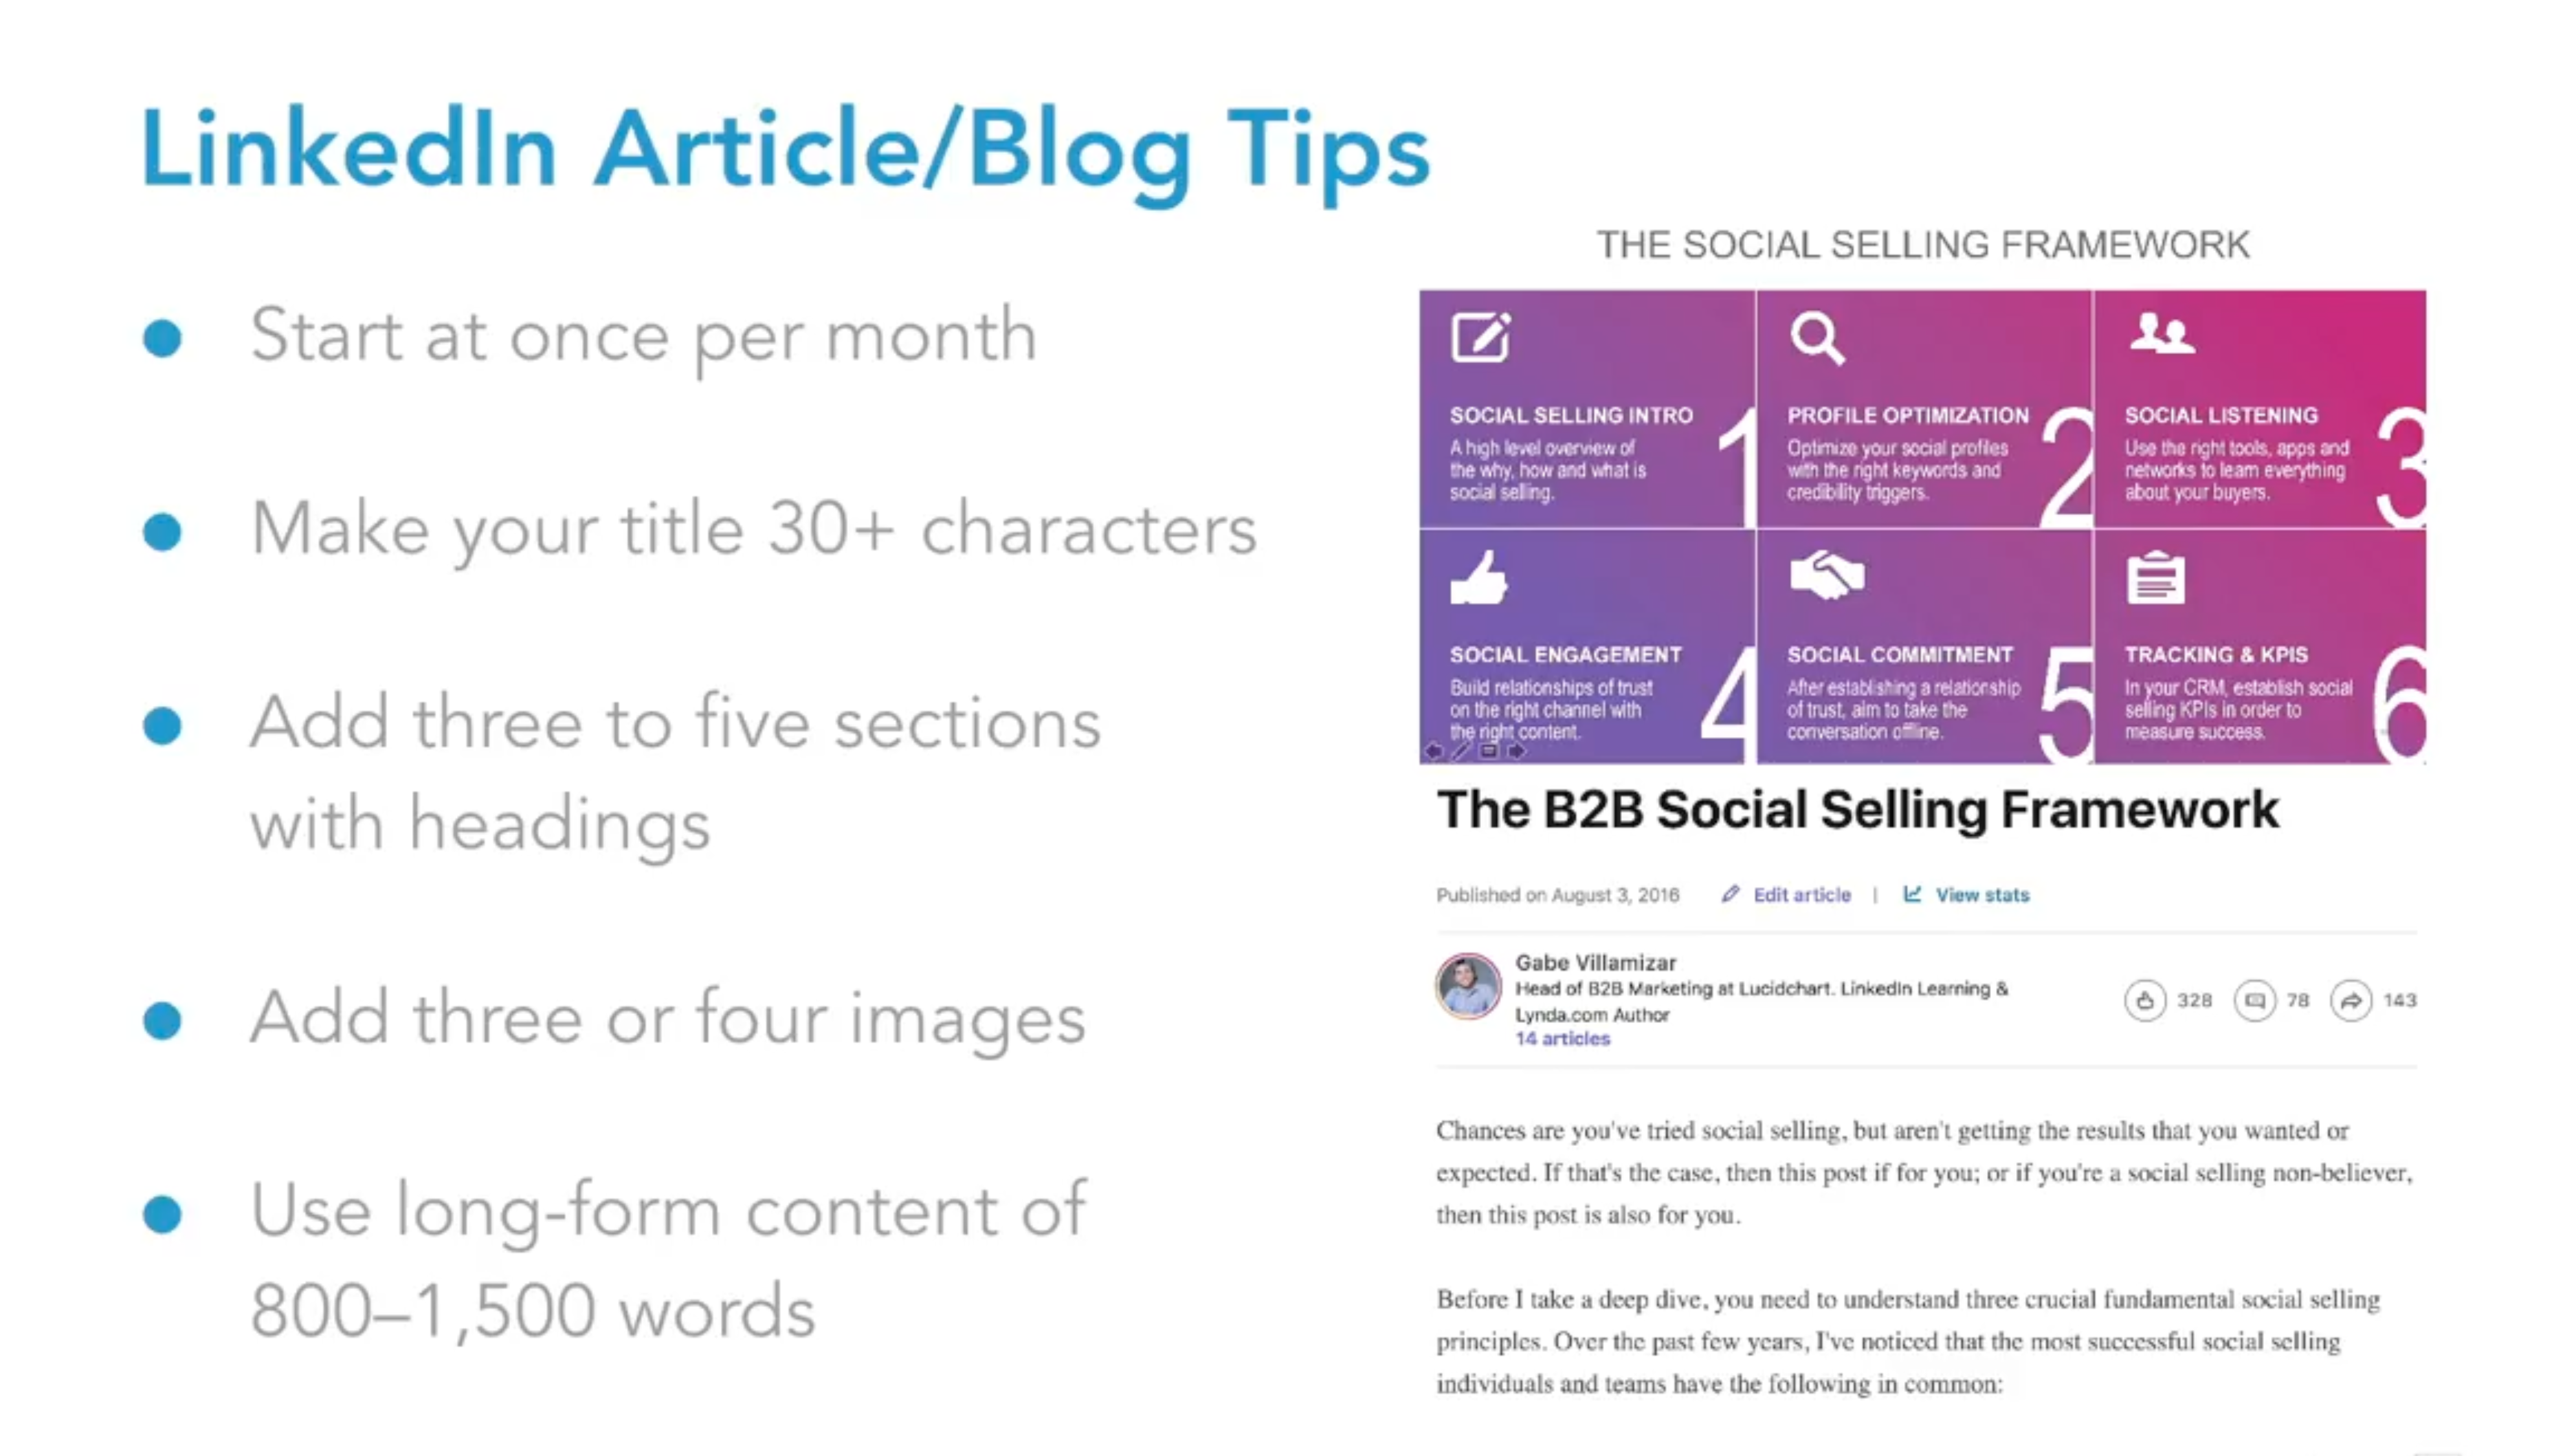 LinkedIn Article/Blog Tips
Start at once per month
Make your title 30+ characters
Add three to five sections
with headings
Add three or four images
Use long-form content of
800–1,500 words
THE SOCIAL SELLING FRAMEWORK
SOCIAL SELLING INTRO
A high level overview of
the why, how and what is
social selling.
1
PROFILE OPTIMIZATION
Optimize your social profiles
with the right keywords and
credibility triggers.
2
SOCIAL LISTENING
Use the right tools, apps and
networks to learn everything
about your buyers.
3
SOCIAL ENGAGEMENT
Build relationships of trust
on the right channel with
the right content.
4
SOCIAL COMMITMENT
After establishing a relationship
of trust, aim to take the
conversation offline.
5
TRACKING & KPIS
In your CRM, establish social
selling KPIs in order to
measure success.
6
The B2B Social Selling Framework
Published on August 3, 2016 Edit article | View stats
Gabe Villamizar
Head of B2B Marketing at Lucidchart. LinkedIn Learning &
Lynda.com Author
14 articles
328 78 143
Chances are you've tried social selling, but aren't getting the results that you wanted or
expected. If that's the case, then this post if for you; or if you're a social selling non-believer,
then this post is also for you.
Before I take a deep dive, you need to understand three crucial fundamental social selling
principles. Over the past few years, I've noticed that the most successful social selling
individuals and teams have the following in common: